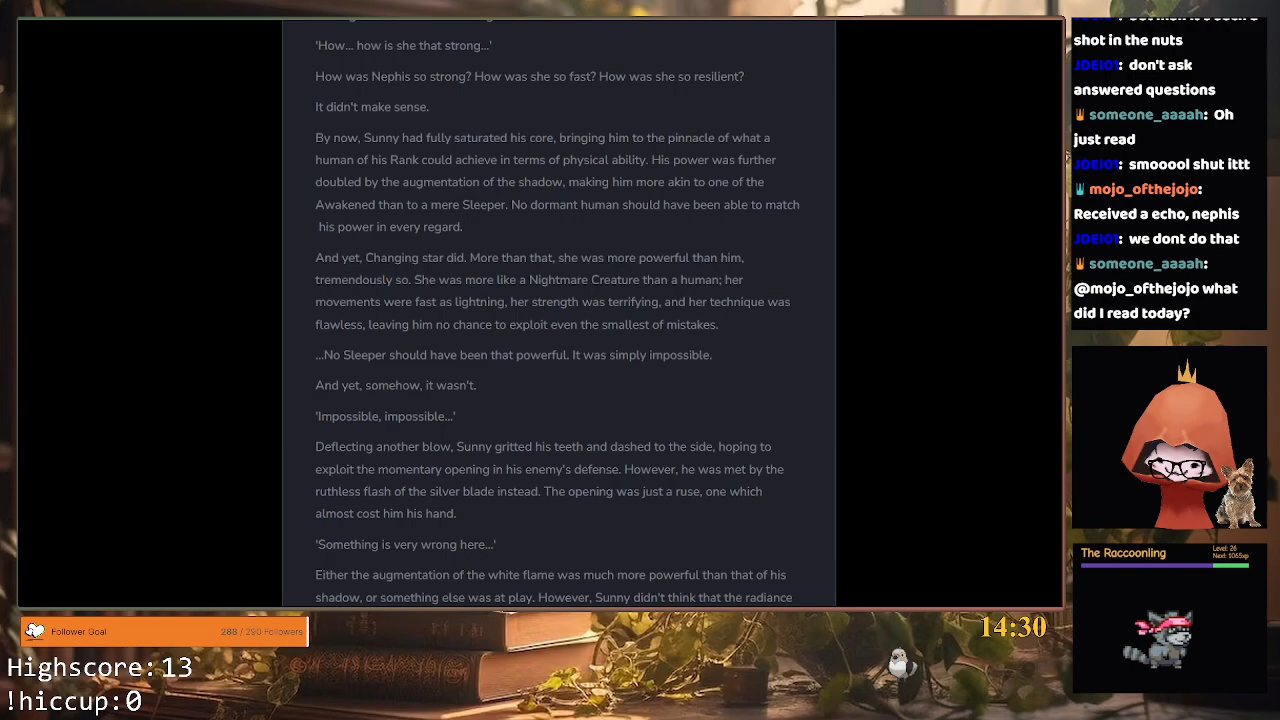 'How... how is she that strong...'
How was Nephis so strong? How was she so fast? How was she so resilient?
It didn't make sense.
By now, Sunny had fully saturated his core, bringing him to the pinnacle of what a
human of his Rank could achieve in terms of physical ability. His power was further
doubled by the augmentation of the shadow, making him more akin to one of the
Awakened than to a mere Sleeper. No dormant human should have been able to match
his power in every regard.
And yet, Changing star did. More than that, she was more powerful than him,
tremendously so. She was more like a Nightmare Creature than a human; her
movements were fast as lightning, her strength was terrifying, and her technique was
flawless, leaving him no chance to exploit even the smallest of mistakes.
...No Sleeper should have been that powerful. It was simply impossible.
And yet, somehow, it wasn't.
'Impossible, impossible...'
Deflecting another blow, Sunny gritted his teeth and dashed to the side, hoping to
exploit the momentary opening in his enemy's defense. However, he was met by the
ruthless flash of the silver blade instead. The opening was just a ruse, one which
almost cost him his hand.
'Something is very wrong here...'
Either the augmentation of the white flame was much more powerful than that of his
shadow, or something else was at play. However, Sunny didn't think that the radiance
shot in the nuts
JDEI01: don't ask
answered questions
someone_aaaah: Oh
just read
JDEI01: smooool shut ittt
mojo_ofthejojo:
Received a echo, nephis
JDEI01: we dont do that
someone_aaaah:
@mojo_ofthejojo what
did I read today?
The Raccoonling
Level: 26
Next: 1065xp
Follower Goal
288 / 290 Followers
14:30
Highscore:13
!hiccup:0